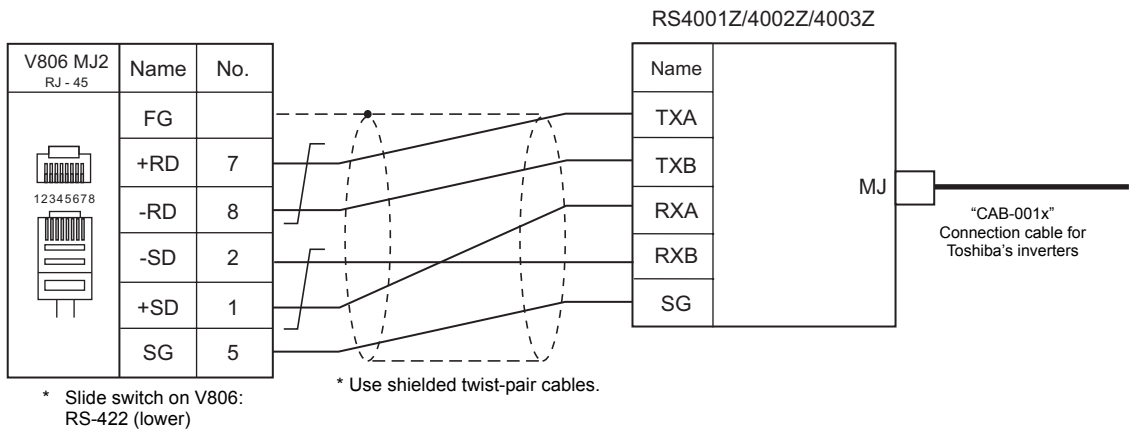 RS4001Z/4002Z/4003Z
V806 MJ2
RJ - 45
Name No.
FG
+RD 7
-RD 8
-SD 2
+SD 1
SG 5
12345678
Name
TXA
TXB
RXA
RXB
SG
MJ
“CAB-001x”
Connection cable for
Toshiba’s inverters
* Slide switch on V806:
RS-422 (lower)
* Use shielded twist-pair cables.